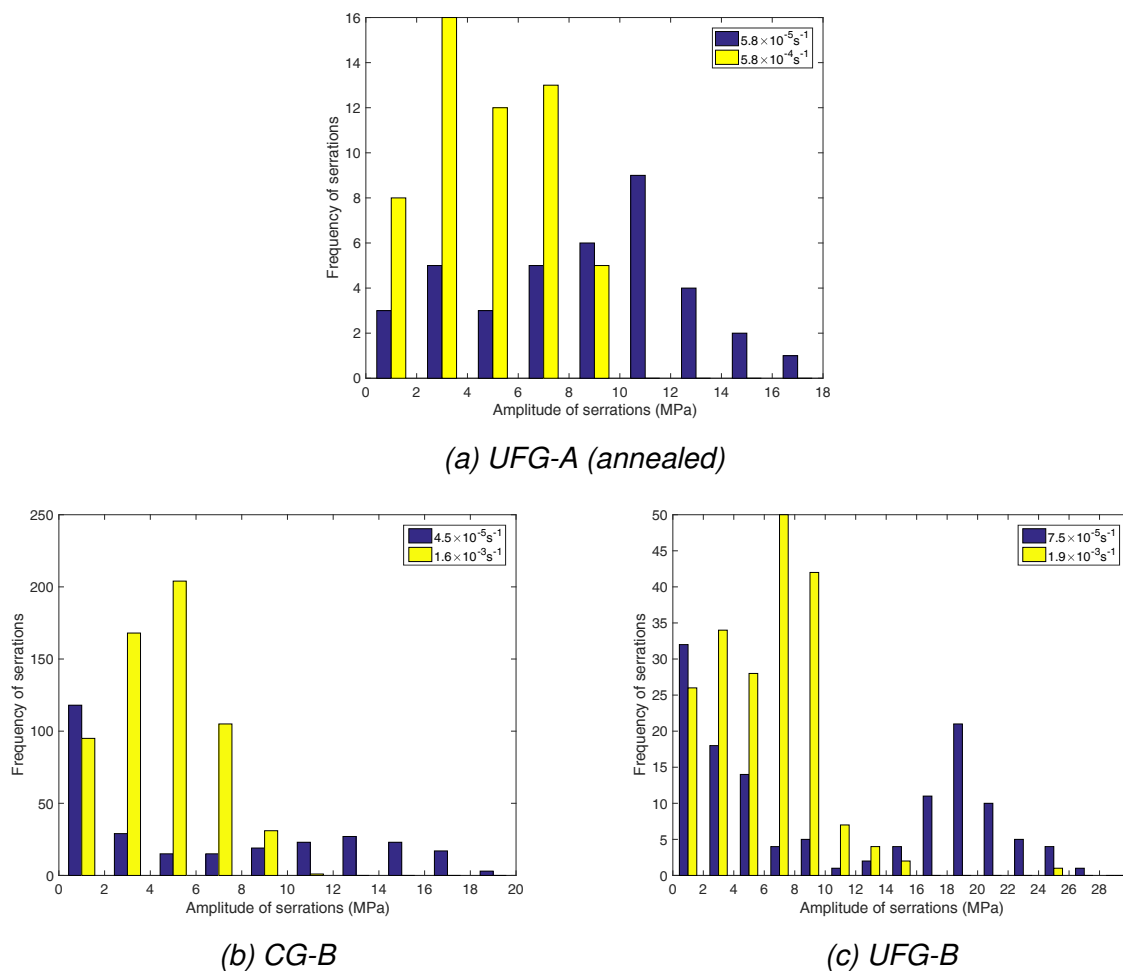 16
14
12
10
8
6
4
2
0
Frequency of serrations
5.8×10⁻⁵s⁻¹
5.8×10⁻⁴s⁻¹
0 2 4 6 8 10 12 14 16 18
Amplitude of serrations (MPa)
(a) UFG-A (annealed)
250
200
150
100
50
0
Frequency of serrations
4.5×10⁻⁵s⁻¹
1.6×10⁻³s⁻¹
0 2 4 6 8 10 12 14 16 18 20
Amplitude of serrations (MPa)
(b) CG-B
50
45
40
35
30
25
20
15
10
5
0
Frequency of serrations
7.5×10⁻⁵s⁻¹
1.9×10⁻³s⁻¹
0 2 4 6 8 10 12 14 16 18 20 22 24 26 28
Amplitude of serrations (MPa)
(c) UFG-B